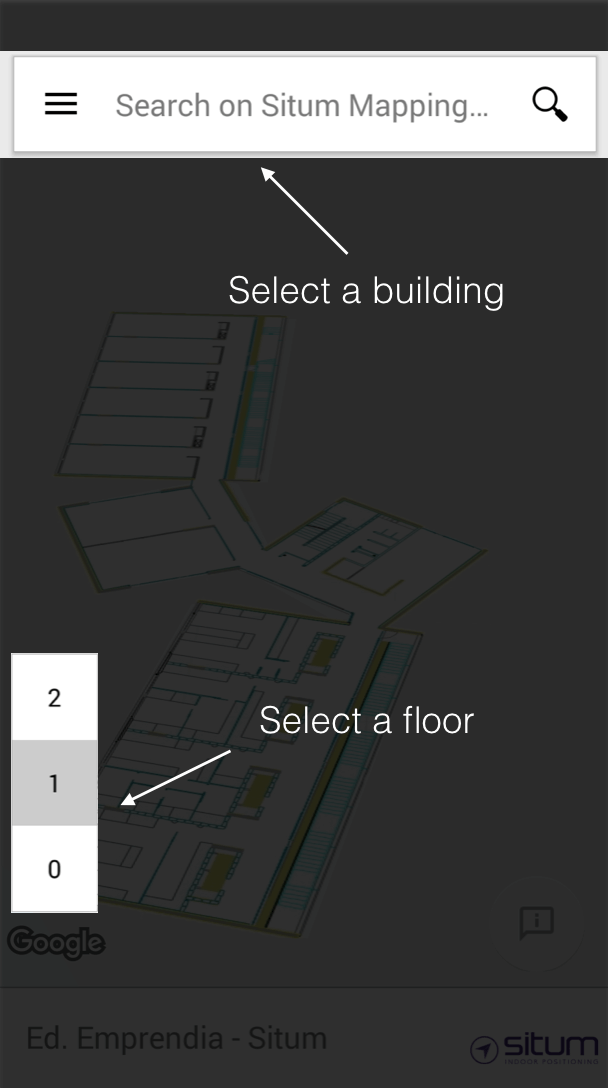 Search on Situm Mapping...
Select a building
2
Select a floor
1
0
Google
Ed. Emprendia - Situm
situm
INDOOR POSITIONING